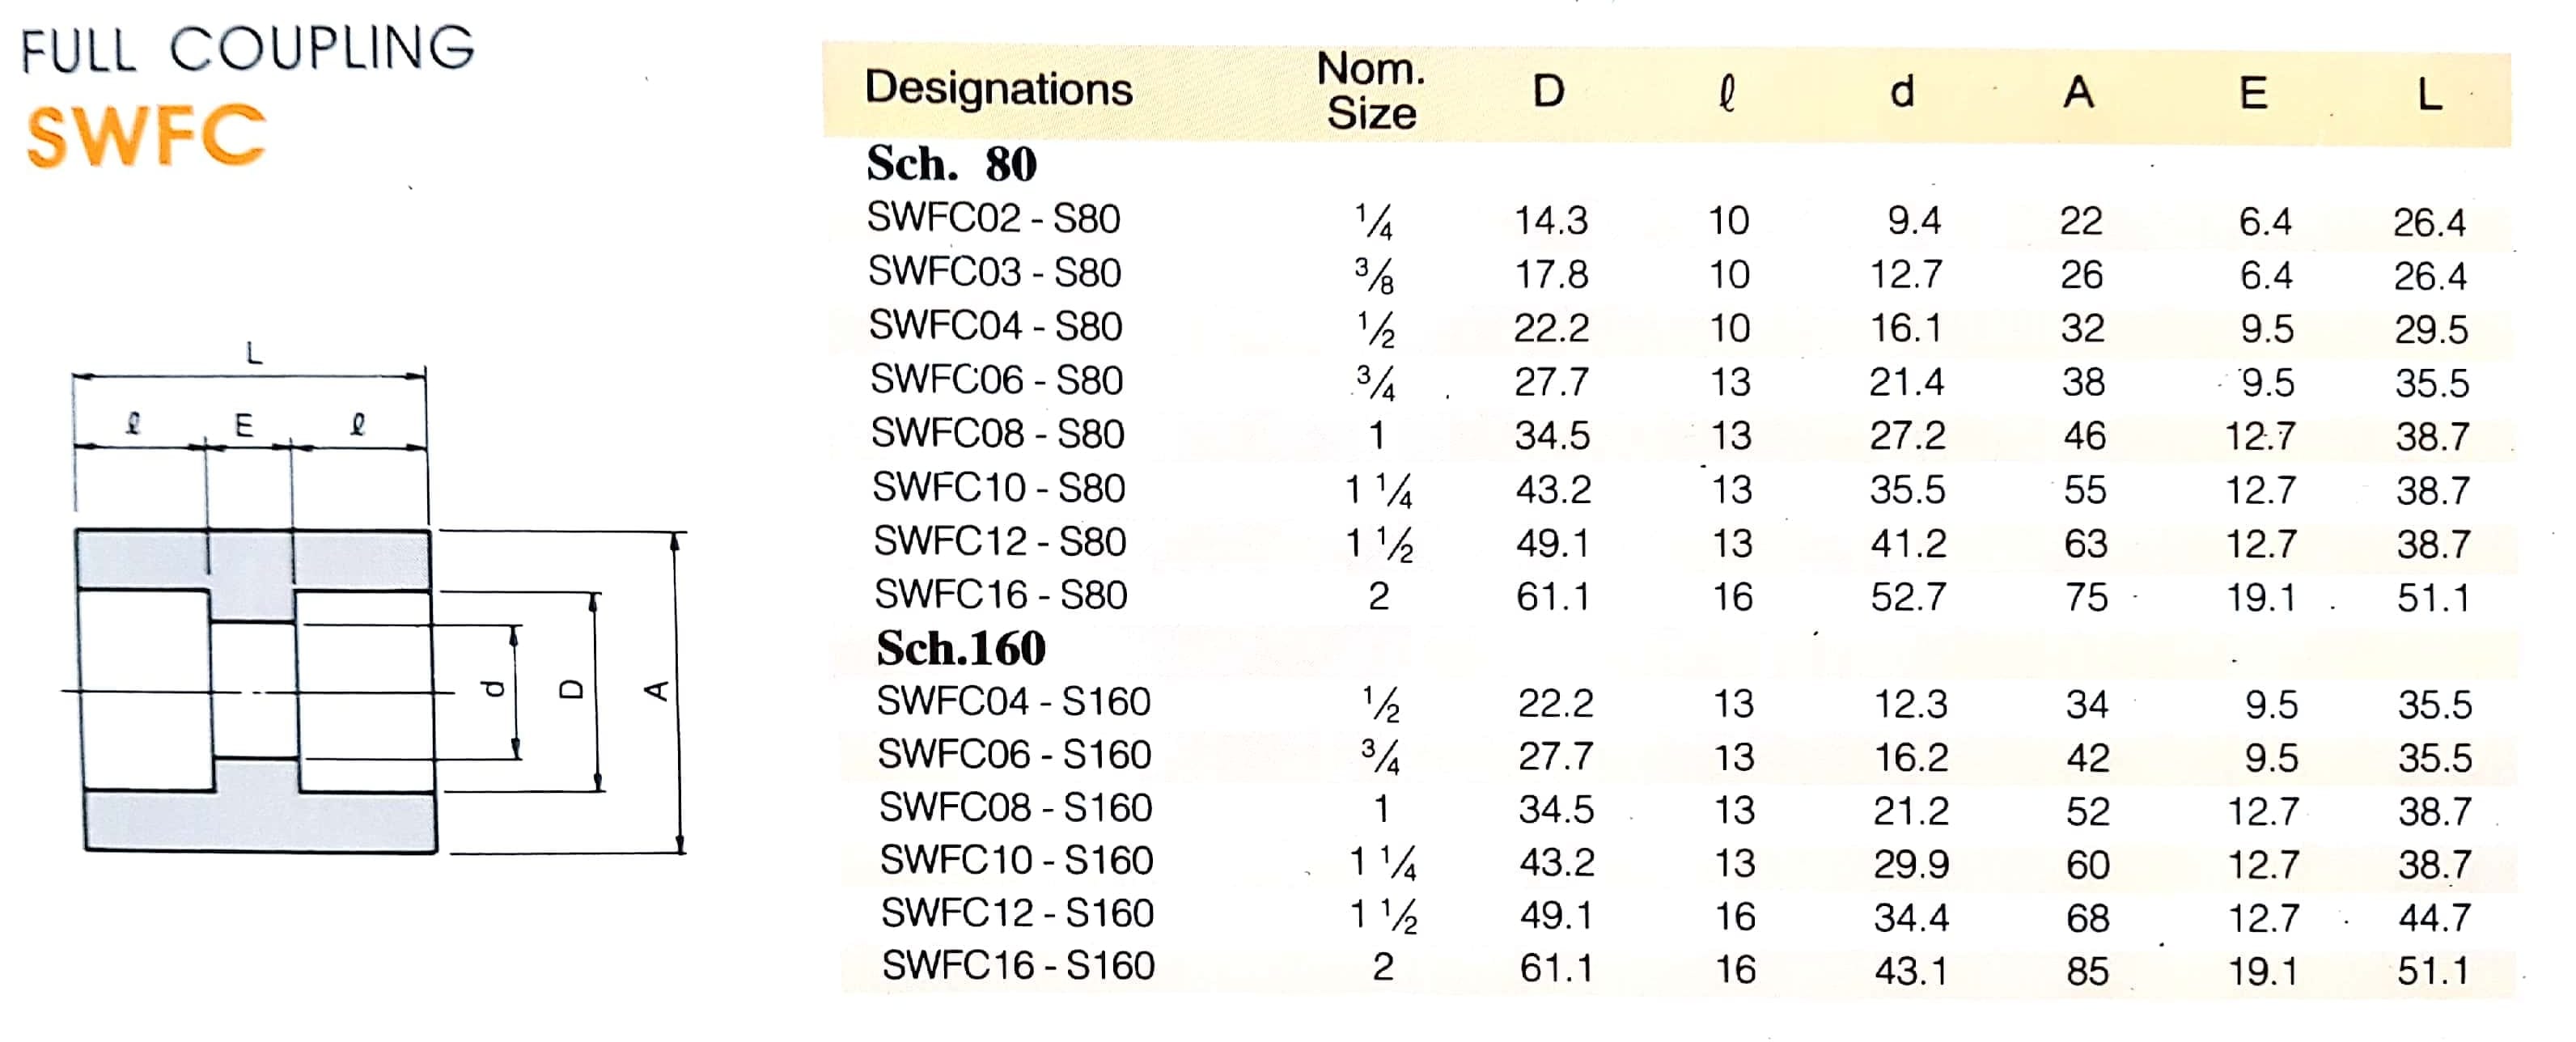 FULL COUPLING
SWFC
L
ℓ E ℓ
d D A
Designations Nom. Size D ℓ d A E L
Sch. 80
SWFC02 - S80 1/4 14.3 10 9.4 22 6.4 26.4
SWFC03 - S80 3/8 17.8 10 12.7 26 6.4 26.4
SWFC04 - S80 1/2 22.2 10 16.1 32 9.5 29.5
SWFC06 - S80 3/4 27.7 13 21.4 38 9.5 35.5
SWFC08 - S80 1 34.5 13 27.2 46 12.7 38.7
SWFC10 - S80 1 1/4 43.2 13 35.5 55 12.7 38.7
SWFC12 - S80 1 1/2 49.1 13 41.2 63 12.7 38.7
SWFC16 - S80 2 61.1 16 52.7 75 19.1 51.1
Sch.160
SWFC04 - S160 1/2 22.2 13 12.3 34 9.5 35.5
SWFC06 - S160 3/4 27.7 13 16.2 42 9.5 35.5
SWFC08 - S160 1 34.5 13 21.2 52 12.7 38.7
SWFC10 - S160 1 1/4 43.2 13 29.9 60 12.7 38.7
SWFC12 - S160 1 1/2 49.1 16 34.4 68 12.7 44.7
SWFC16 - S160 2 61.1 16 43.1 85 19.1 51.1